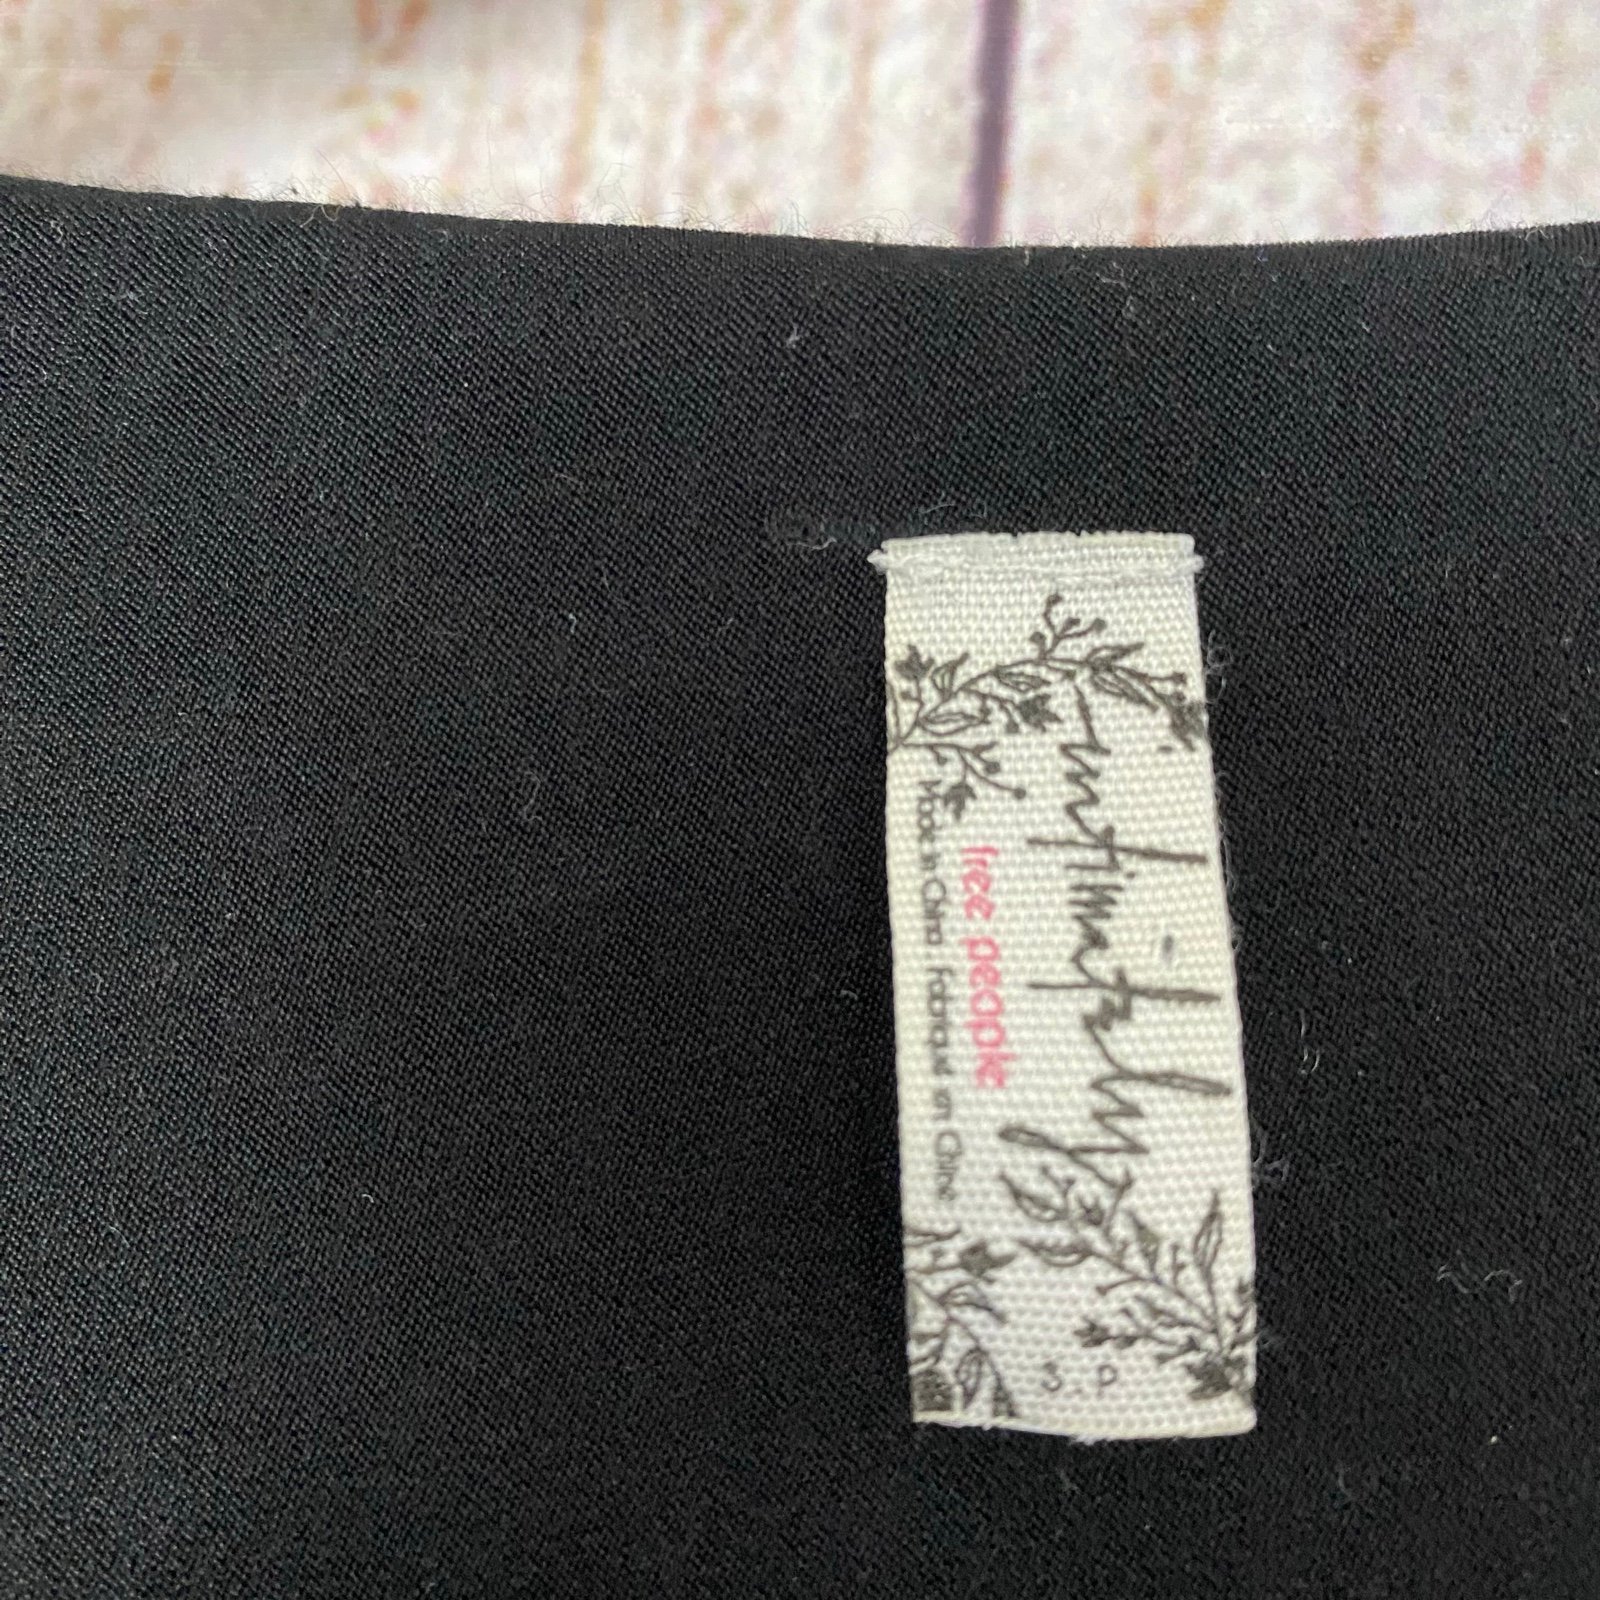 intimately
free people
Made in China Fabriqué en Chine
S.P